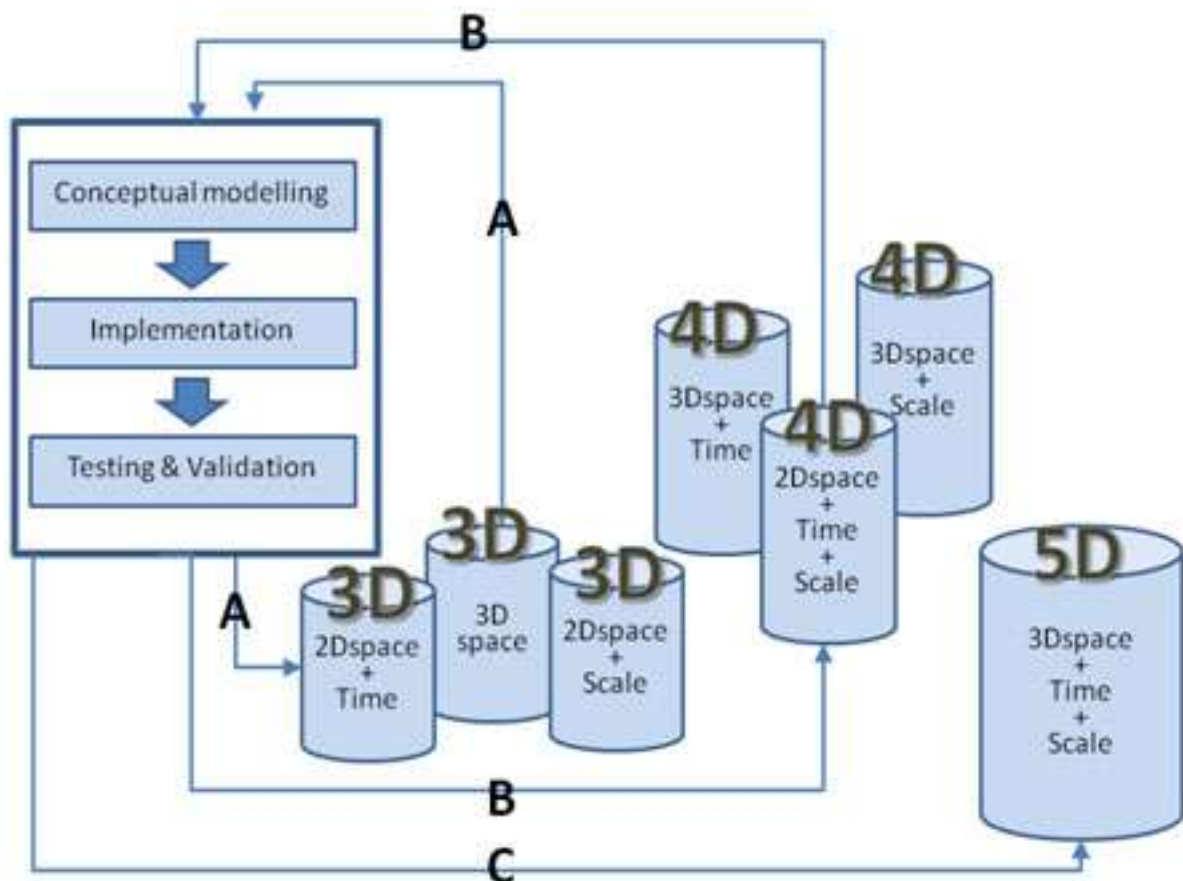 B
A
Conceptual modelling
Implementation
Testing & Validation
A
3D
2Dspace
+
Time
3D
3D
space
3D
2Dspace
+
Scale
4D
3Dspace
+
Time
4D
2Dspace
+
Time
+
Scale
4D
3Dspace
+
Scale
5D
3Dspace
+
Time
+
Scale
B
C